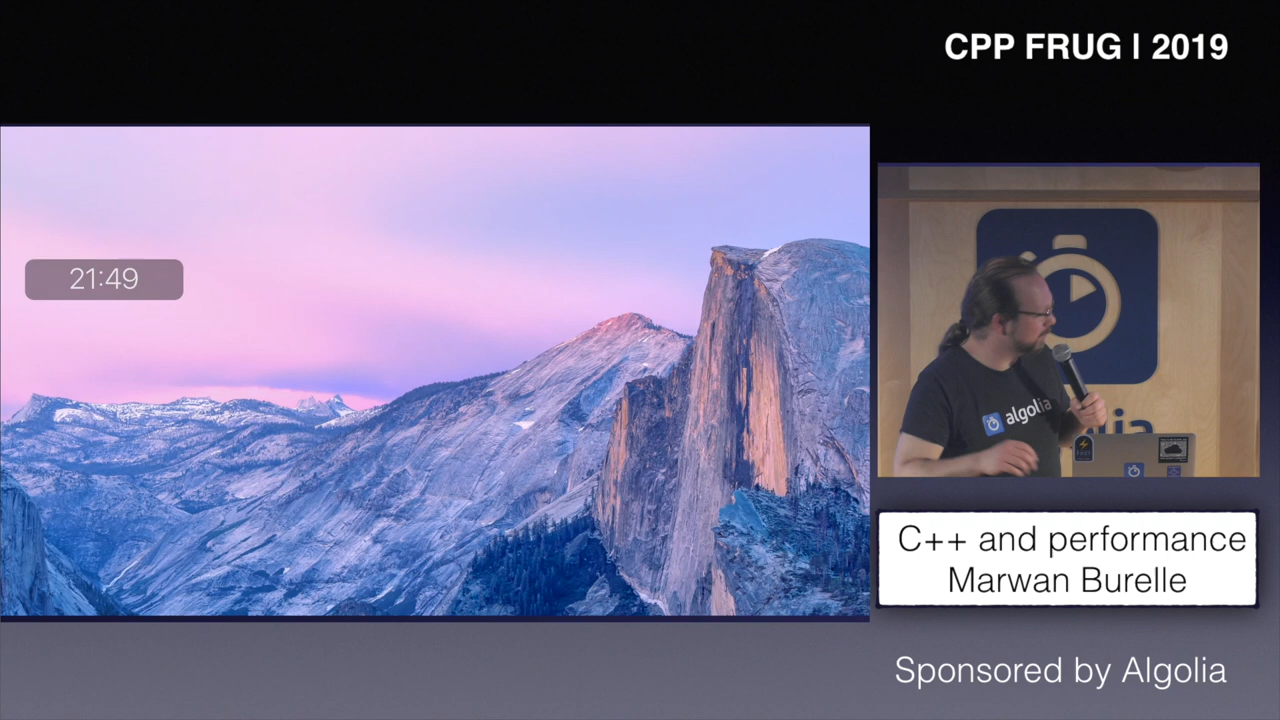 CPP FRUG | 2019
21:49
algolia
C++ and performance
Marwan Burelle
Sponsored by Algolia